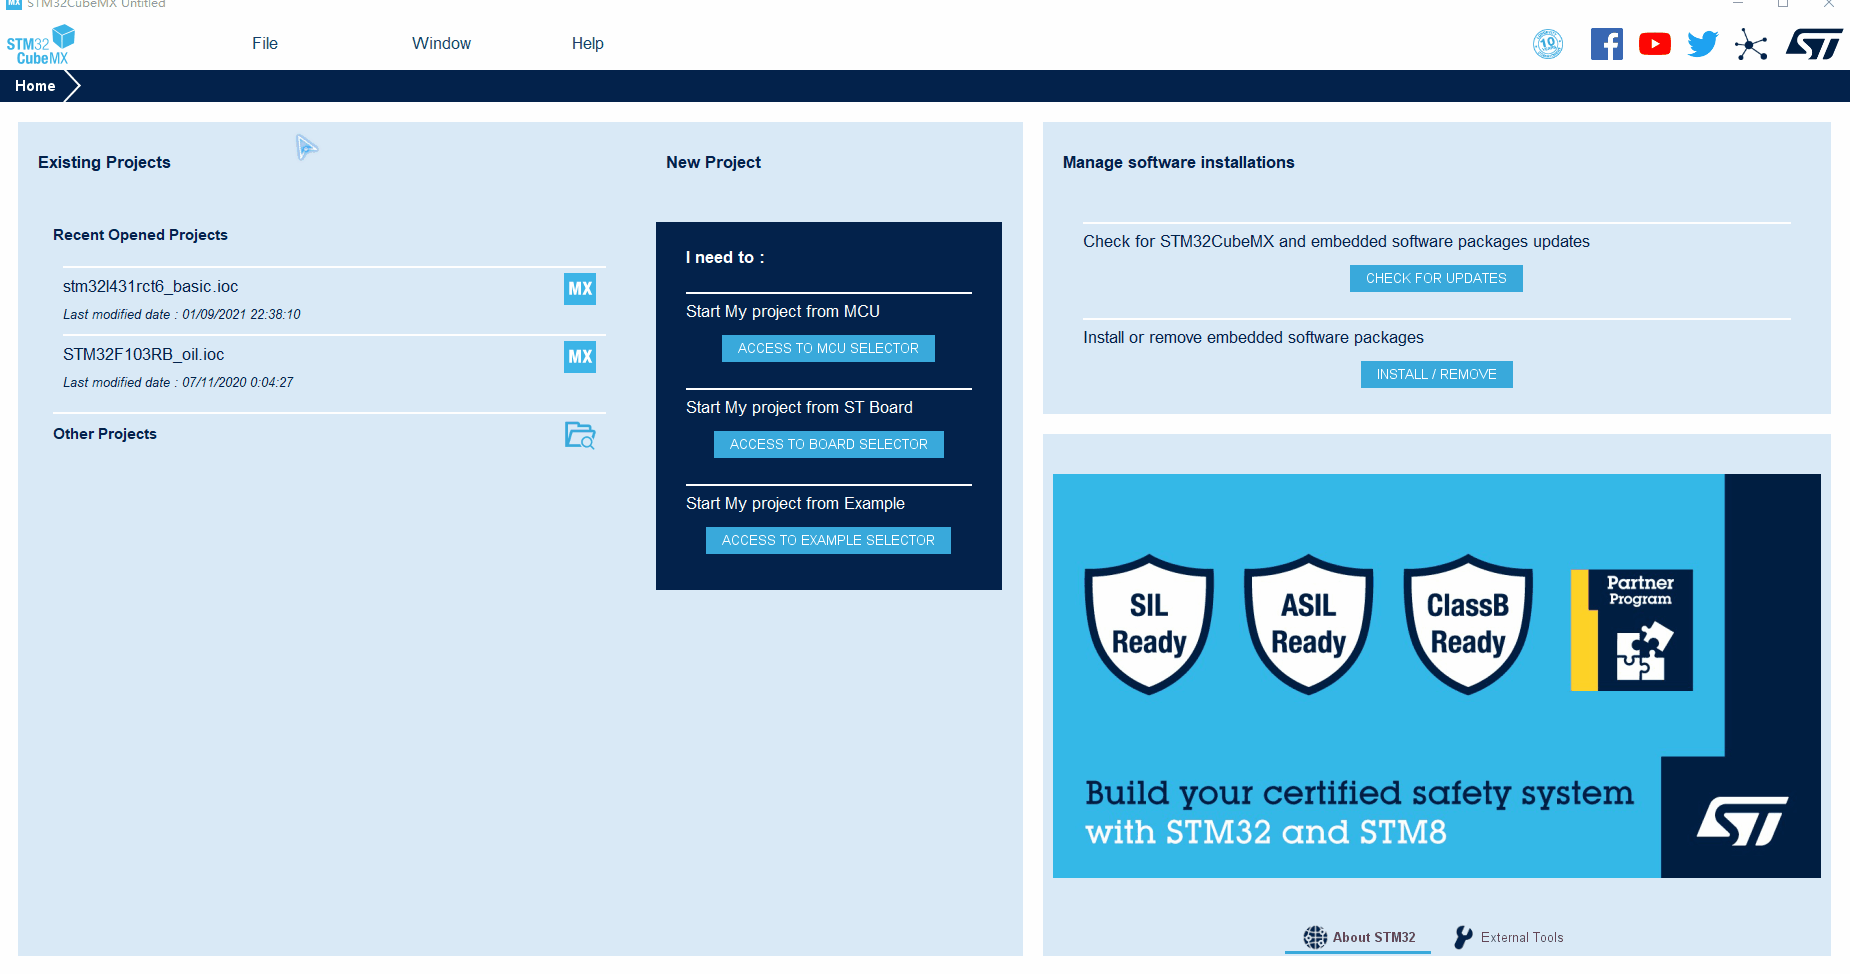 MX STM32CubeMX Untitled
STM32
CubeMX
File
Window
Help
10
Home
Existing Projects
Recent Opened Projects
stm32l431rct6_basic.ioc
MX
Last modified date : 01/09/2021 22:38:10
STM32F103RB_oil.ioc
MX
Last modified date : 07/11/2020 0:04:27
Other Projects
New Project
I need to :
Start My project from MCU
ACCESS TO MCU SELECTOR
Start My project from ST Board
ACCESS TO BOARD SELECTOR
Start My project from Example
ACCESS TO EXAMPLE SELECTOR
Manage software installations
Check for STM32CubeMX and embedded software packages updates
CHECK FOR UPDATES
Install or remove embedded software packages
INSTALL / REMOVE
SIL
Ready
ASIL
Ready
ClassB
Ready
Partner
Program
Build your certified safety system
with STM32 and STM8
ST
About STM32
External Tools